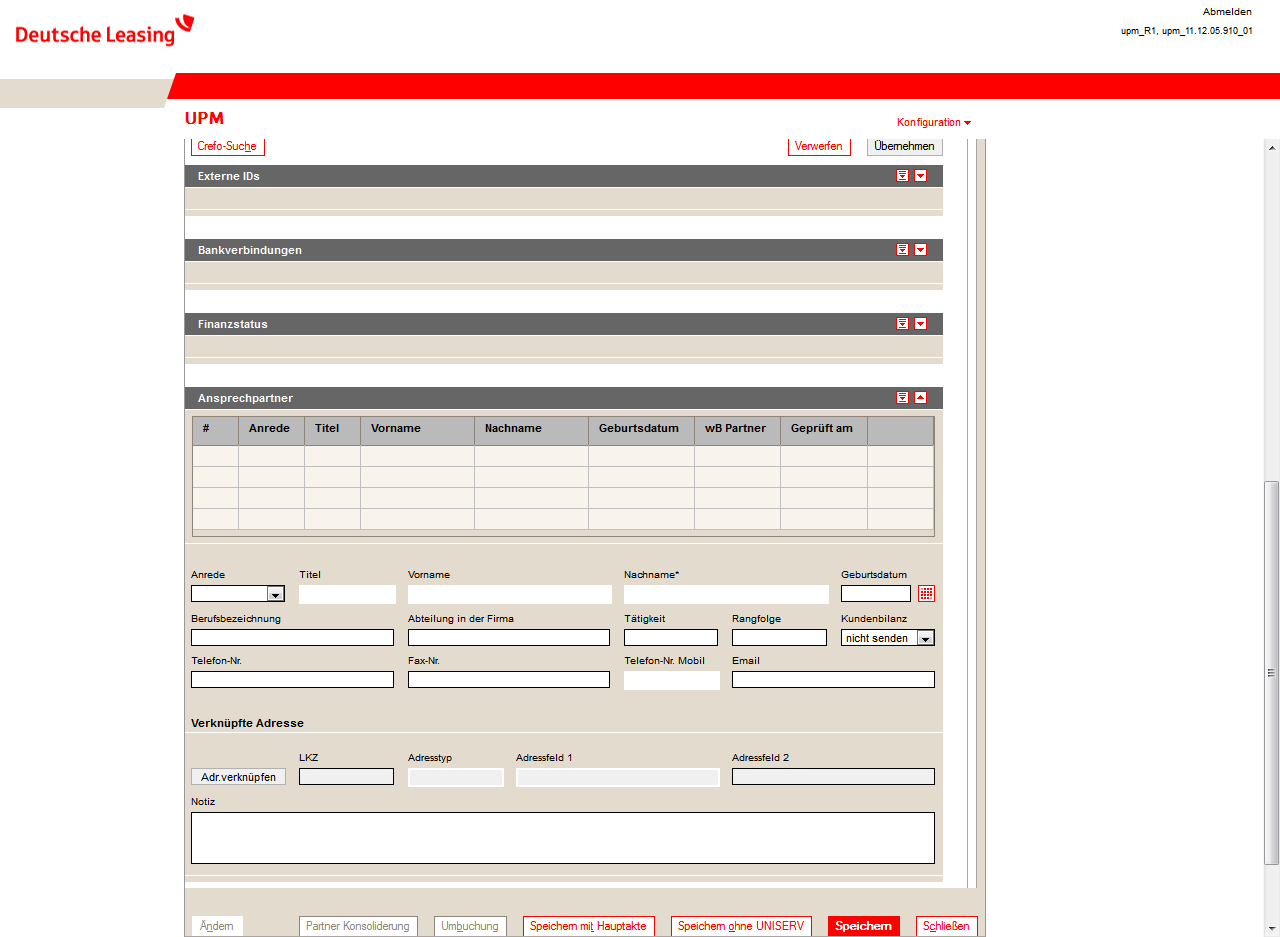 Abmelden
Deutsche Leasing
upm_R1, upm_11.12.05.910_01
UPM
Konfiguration
Crefo-Suche Verwerfen Übernehmen
Externe IDs
Bankverbindungen
Finanzstatus
Ansprechpartner
# Anrede Titel Vorname Nachname Geburtsdatum wB Partner Geprüft am
Anrede Titel Vorname Nachname* Geburtsdatum
Berufsbezeichnung Abteilung in der Firma Tätigkeit Rangfolge Kundenbilanz
nicht senden
Telefon-Nr. Fax-Nr. Telefon-Nr. Mobil Email
Verknüpfte Adresse
LKZ Adresstyp Adressfeld 1 Adressfeld 2
Adr.verknüpfen
Notiz
Ändern Partner Konsolidierung Umbuchung Speichern mit Hauptakte Speichern ohne UNISERV Speichern Schließen